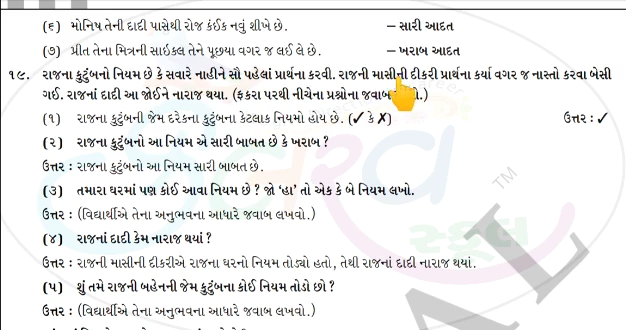 (૬) મોનિષ તેની દાદી પાસેથી રોજ કંઈક નવું શીખે છે. – સારી આદત
(૭) પ્રીત તેના મિત્રની સાઇકલ તેને પૂછયા વગર જ લઈ લે છે. – ખરાબ આદત
૧૯. રાજના કુટુંબનો નિયમ છે કે સવારે નાહીને સૌ પહેલાં પ્રાર્થના કરવી. રાજની માસીની દીકરી પ્રાર્થના કર્યા વગર જ નાસ્તો કરવા બેસી
ગઈ. રાજનાં દાદી આ જોઈને નારાજ થયા. (ફકરા પરથી નીચેના પ્રશ્નોના જવાબ .)
(૧) રાજના કુટુંબની જેમ દરેકના કુટુંબના કેટલાક નિયમો હોય છે. (✓ કે ✗) ઉત્તર : ✓
(૨) રાજના કુટુંબનો આ નિયમ એ સારી બાબત છે કે ખરાબ ?
ઉત્તર : રાજના કુટુંબનો આ નિયમ સારી બાબત છે.
(૩) તમારા ઘરમાં પણ કોઈ આવા નિયમ છે ? જો ‘હા’ તો એક કે બે નિયમ લખો.
ઉત્તર : (વિદ્યાર્થીએ તેના અનુભવના આધારે જવાબ લખવો.)
(૪) રાજનાં દાદી કેમ નારાજ થયાં ?
ઉત્તર : રાજની માસીની દીકરીએ રાજના ઘરનો નિયમ તોડ્યો હતો, તેથી રાજનાં દાદી નારાજ થયાં.
(૫) શું તમે રાજની બહેનની જેમ કુટુંબના કોઈ નિયમ તોડો છો ?
ઉત્તર : (વિદ્યાર્થીએ તેના અનુભવના આધારે જવાબ લખવો.)